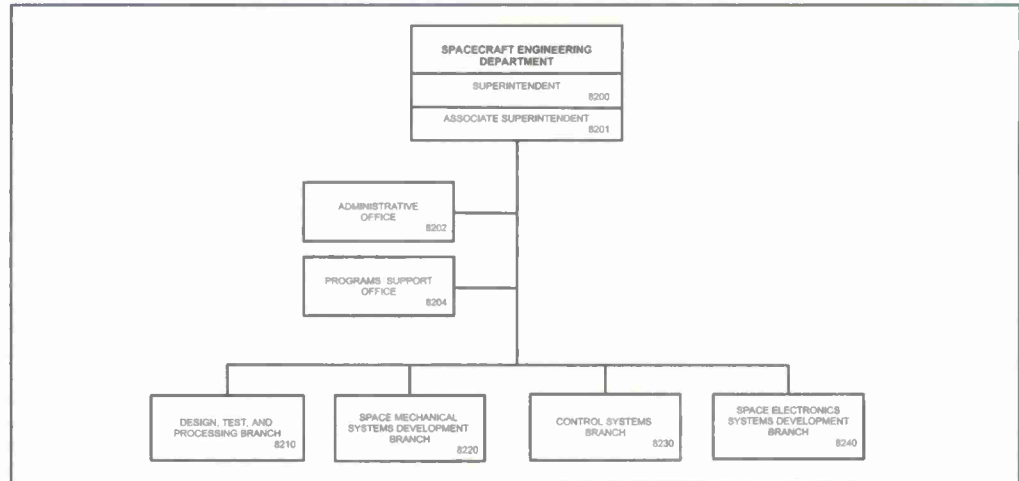 SPACECRAFT ENGINEERING
DEPARTMENT
SUPERINTENDENT
8200
ASSOCIATE SUPERINTENDENT
8201
ADMINISTRATIVE
OFFICE
8202
PROGRAMS SUPPORT
OFFICE
8204
DESIGN, TEST, AND
PROCESSING BRANCH
8210
SPACE MECHANICAL
SYSTEMS DEVELOPMENT
BRANCH
8220
CONTROL SYSTEMS
BRANCH
8230
SPACE ELECTRONICS
SYSTEMS DEVELOPMENT
BRANCH
8240